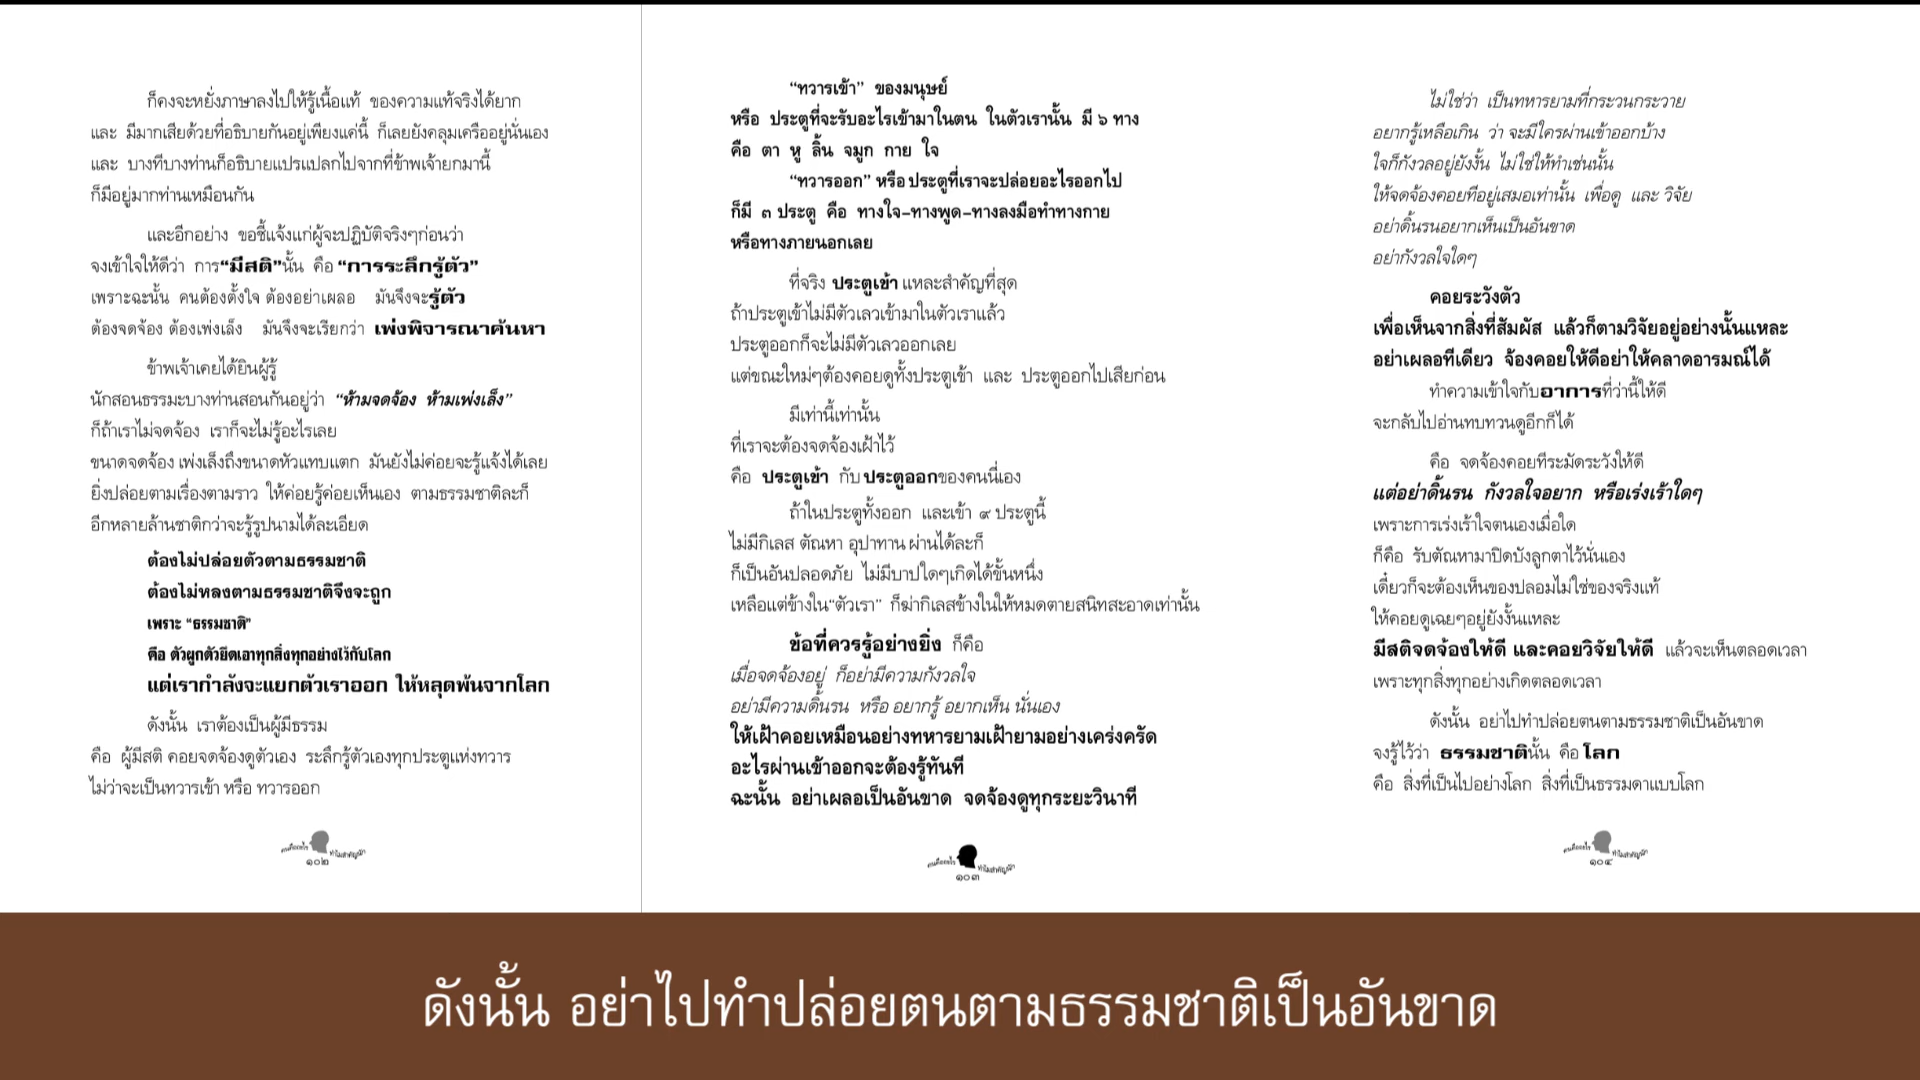 ก็คงจะหยั่งภาษาลงไปให้รู้เนื้อแท้ ของความแท้จริงได้ยาก
และ มีมากเสียด้วยที่อธิบายกันอยู่เพียงแค่นี้ ก็เลยยังคลุมเครืออยู่นั่นเอง
และ บางทีบางท่านก็อธิบายแปรแปลกไปจากที่ข้าพเจ้ายกมานี้
ก็มีอยู่มากท่านเหมือนกัน
และอีกอย่าง ขอชี้แจ้งแก่ผู้จะปฏิบัติจริงๆก่อนว่า
จงเข้าใจให้ดีว่า การ“มีสติ”นั้น คือ “การระลึกรู้ตัว”
เพราะฉะนั้น คนต้องตั้งใจ ต้องอย่าเผลอ มันจึงจะรู้ตัว
ต้องจดจ้อง ต้องเพ่งเล็ง มันจึงจะเรียกว่า เพ่งพิจารณาค้นหา
ข้าพเจ้าเคยได้ยินผู้รู้
นักสอนธรรมะบางท่านสอนกันอยู่ว่า “ห้ามจดจ้อง ห้ามเพ่งเล็ง”
ก็ถ้าเราไม่จดจ้อง เราก็จะไม่รู้อะไรเลย
ขนาดจดจ้อง เพ่งเล็งถึงขนาดหัวแทบแตก มันยังไม่ค่อยจะรู้แจ้งได้เลย
ยิ่งปล่อยตามเรื่องตามราว ให้ค่อยรู้ค่อยเห็นเอง ตามธรรมชาติละก็
อีกหลายล้านชาติกว่าจะรู้รูปนามได้ละเอียด
ต้องไม่ปล่อยตัวตามธรรมชาติ
ต้องไม่หลงตามธรรมชาติจึงจะถูก
เพราะ “ธรรมชาติ”
คือ ตัวผูกตัวยึดเอาทุกสิ่งทุกอย่างไว้กับโลก
แต่เรากำลังจะแยกตัวเราออก ให้หลุดพ้นจากโลก
ดังนั้น เราต้องเป็นผู้มีธรรม
คือ ผู้มีสติ คอยจดจ้องดูตัวเอง ระลึกรู้ตัวเองทุกประตูแห่งทวาร
ไม่ว่าจะเป็นทวารเข้า หรือ ทวารออก
๑๐๒
“ทวารเข้า” ของมนุษย์
หรือ ประตูที่จะรับอะไรเข้ามาในตน ในตัวเรานั้น มี ๖ ทาง
คือ ตา หู ลิ้น จมูก กาย ใจ
“ทวารออก” หรือ ประตูที่เราจะปล่อยอะไรออกไป
ก็มี ๓ ประตู คือ ทางใจ-ทางพูด-ทางลงมือทำทางกาย
หรือทางภายนอกเลย
ที่จริง ประตูเข้า แหละสำคัญที่สุด
ถ้าประตูเข้าไม่มีตัวเลวเข้ามาในตัวเราแล้ว
ประตูออกก็จะไม่มีตัวเลวออกเลย
แต่ขณะใหม่ๆต้องคอยดูทั้งประตูเข้า และ ประตูออกไปเสียก่อน
มีเท่านี้เท่านั้น
ที่เราจะต้องจดจ้องเฝ้าไว้
คือ ประตูเข้า กับ ประตูออกของคนนี่เอง
ถ้าในประตูทั้งออก และเข้า ๙ ประตูนี้
ไม่มีกิเลส ตัณหา อุปาทาน ผ่านได้ละก็
ก็เป็นอันปลอดภัย ไม่มีบาปใดๆเกิดได้ขั้นหนึ่ง
เหลือแต่ข้างใน“ตัวเรา” ก็ฆ่ากิเลสข้างในให้หมดตายสนิทสะอาดเท่านั้น
ข้อที่ควรรู้อย่างยิ่ง ก็คือ
เมื่อจดจ้องอยู่ ก็อย่ามีความกังวลใจ
อย่ามีความดิ้นรน หรือ อยากรู้ อยากเห็น นั่นเอง
ให้เฝ้าคอยเหมือนอย่างทหารยามเฝ้ายามอย่างเคร่งครัด
อะไรผ่านเข้าออกจะต้องรู้ทันที
ฉะนั้น อย่าเผลอเป็นอันขาด จดจ้องดูทุกระยะวินาที
๑๐๓
ไม่ใช่ว่า เป็นทหารยามที่กระวนกระวาย
อยากรู้เหลือเกิน ว่า จะมีใครผ่านเข้าออกบ้าง
ใจก็กังวลอยู่ยังงั้น ไม่ใช่ให้ทำเช่นนั้น
ให้จดจ้องคอยทีอยู่เสมอเท่านั้น เพื่อดู และ วิจัย
อย่าดิ้นรนอยากเห็นเป็นอันขาด
อย่ากังวลใจใดๆ
คอยระวังตัว
เพื่อเห็นจากสิ่งที่สัมผัส แล้วก็ตามวิจัยอยู่อย่างนั้นแหละ
อย่าเผลอทีเดียว จ้องคอยให้ดีอย่าให้คลาดอารมณ์ได้
ทำความเข้าใจกับอาการที่ว่านี้ให้ดี
จะกลับไปอ่านทบทวนดูอีกก็ได้
คือ จดจ้องคอยทีระมัดระวังให้ดี
แต่อย่าดิ้นรน กังวลใจอยาก หรือเร่งเร้าใดๆ
เพราะการเร่งเร้าใจตนเองเมื่อใด
ก็คือ รับตัณหามาปิดบังลูกตาไว้นั่นเอง
เดี๋ยวก็จะต้องเห็นของปลอมไม่ใช่ของจริงแท้
ให้คอยดูเฉยๆอยู่ยังงั้นแหละ
มีสติจดจ้องให้ดี และคอยวิจัยให้ดี แล้วจะเห็นตลอดเวลา
เพราะทุกสิ่งทุกอย่างเกิดตลอดเวลา
ดังนั้น อย่าไปทำปล่อยตนตามธรรมชาติเป็นอันขาด
จงรู้ไว้ว่า ธรรมชาตินั้น คือ โลก
คือ สิ่งที่เป็นไปอย่างโลก สิ่งที่เป็นธรรมดาแบบโลก
๑๐๔
ดังนั้น อย่าไปทำปล่อยตนตามธรรมชาติเป็นอันขาด